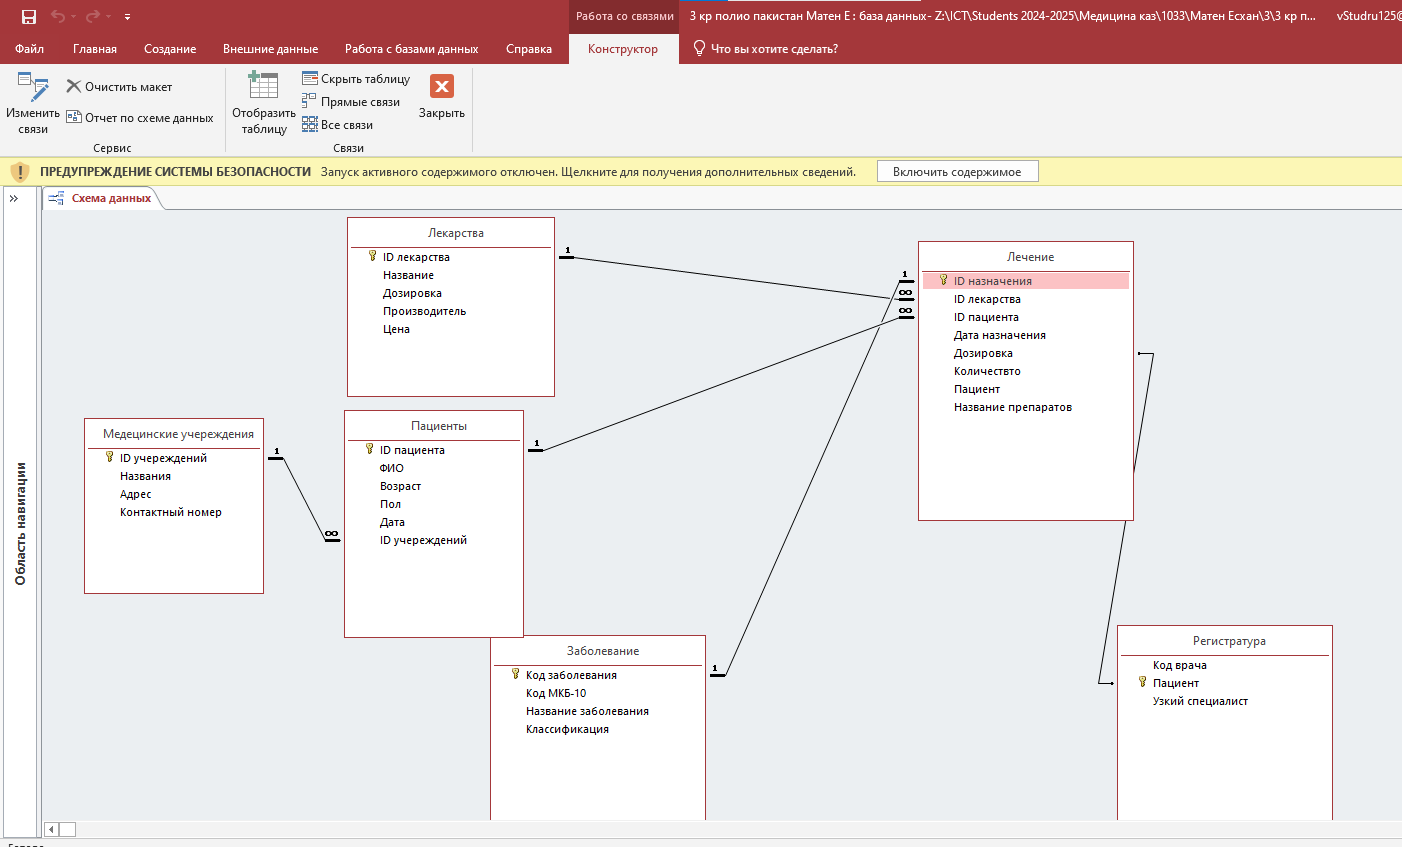 Работа со связями
3 кр полио пакистан Матен Е : база данных- Z:\ICT\Students 2024-2025\Медицина каз\1033\Матен Есхан\3\3 кр п...
vStudru125@
Файл
Главная
Создание
Внешние данные
Работа с базами данных
Справка
Конструктор
Что вы хотите сделать?
Изменить связи
Очистить макет
Отчет по схеме данных
Сервис
Отобразить таблицу
Скрыть таблицу
Прямые связи
Все связи
Связи
Закрыть
ПРЕДУПРЕЖДЕНИЕ СИСТЕМЫ БЕЗОПАСНОСТИ Запуск активного содержимого отключен. Щелкните для получения дополнительных сведений.
Включить содержимое
»
Схема данных
Область навигации
Лекарства
ID лекарства
Название
Дозировка
Производитель
Цена
1
1
∞
∞
Лечение
ID назначения
ID лекарства
ID пациента
Дата назначения
Дозировка
Количествто
Пациент
Название препаратов
Медецинские учереждения
ID учереждений
Названия
Адрес
Контактный номер
1
∞
Пациенты
ID пациента
ФИО
Возраст
Пол
Дата
ID учереждений
1
Заболевание
Код заболевания
Код МКБ-10
Название заболевания
Классификация
1
Регистратура
Код врача
Пациент
Узкий специалист